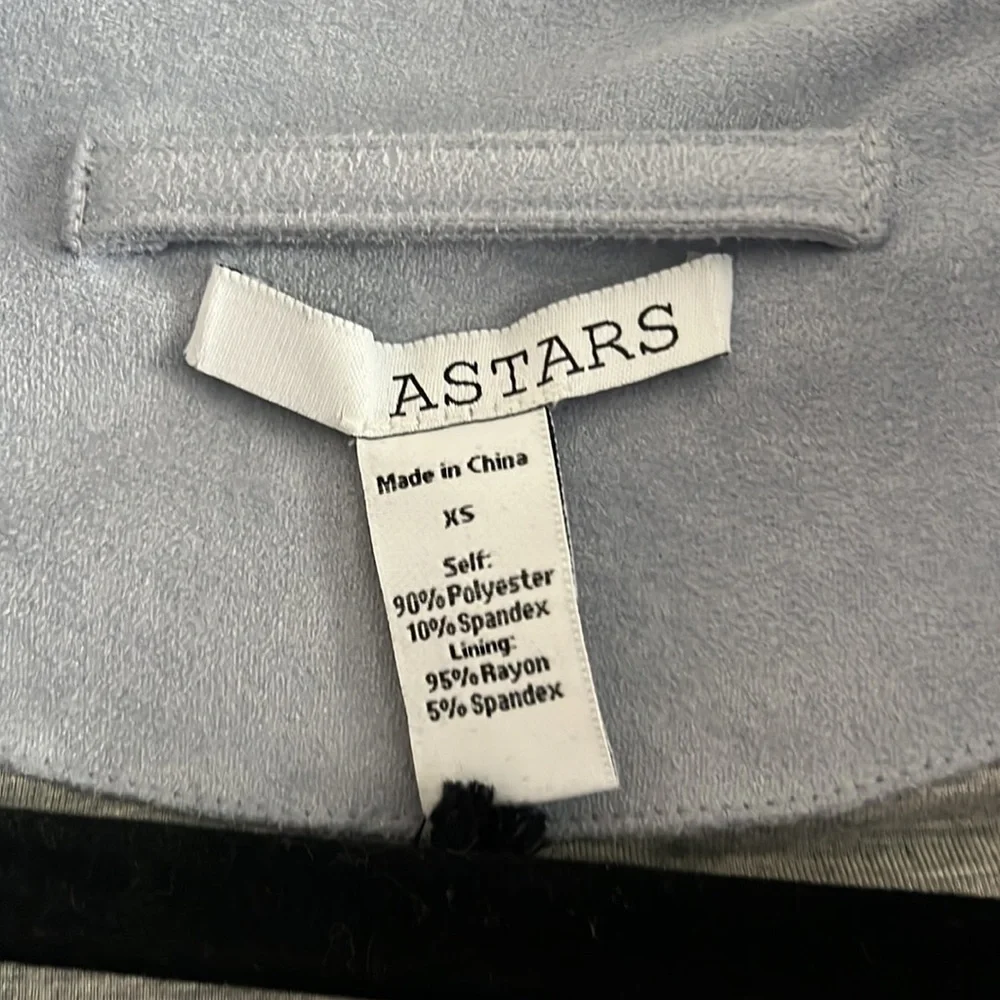 ASTARS
Made in China
XS
Self:
90% Polyester
10% Spandex
Lining:
95% Rayon
5% Spandex